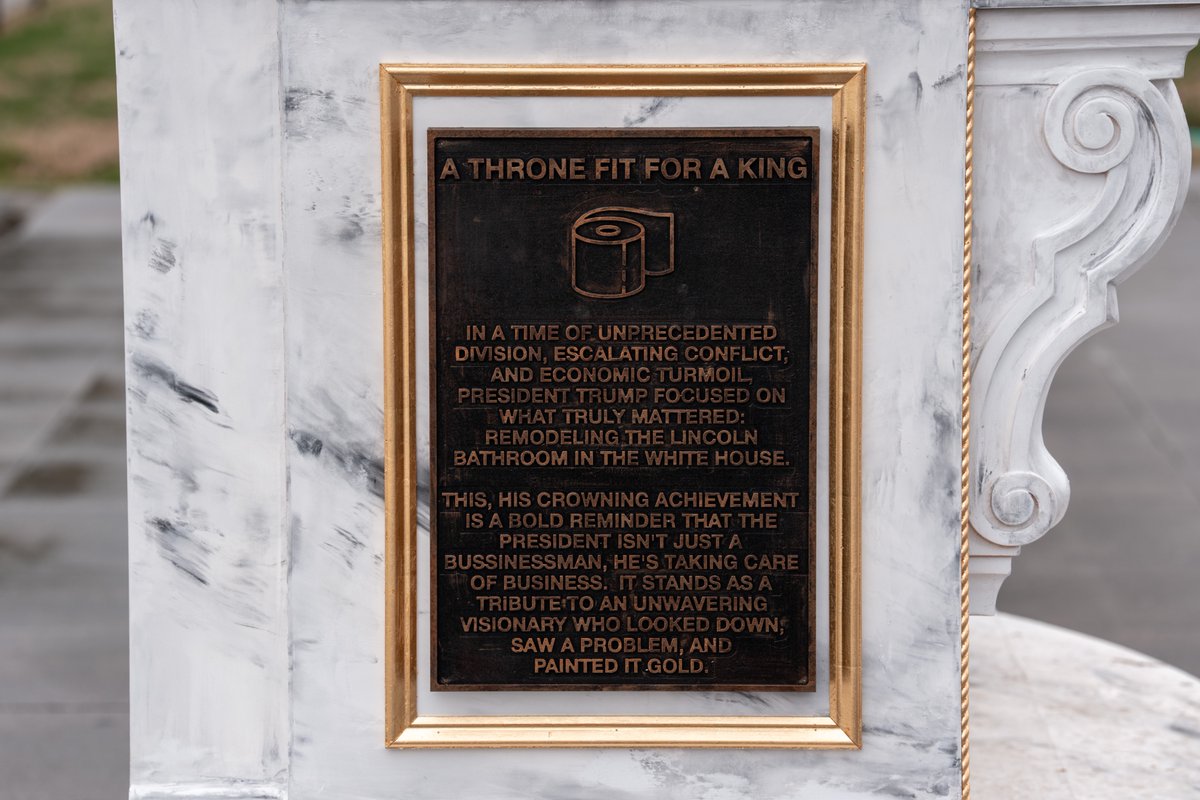 A THRONE FIT FOR A KING
IN A TIME OF UNPRECEDENTED
DIVISION, ESCALATING CONFLICT,
AND ECONOMIC TURMOIL,
PRESIDENT TRUMP FOCUSED ON
WHAT TRULY MATTERED:
REMODELING THE LINCOLN
BATHROOM IN THE WHITE HOUSE.
THIS, HIS CROWNING ACHIEVEMENT
IS A BOLD REMINDER THAT THE
PRESIDENT ISN'T JUST A
BUSSINESSMAN, HE'S TAKING CARE
OF BUSINESS. IT STANDS AS A
TRIBUTE TO AN UNWAVERING
VISIONARY WHO LOOKED DOWN,
SAW A PROBLEM, AND
PAINTED IT GOLD.